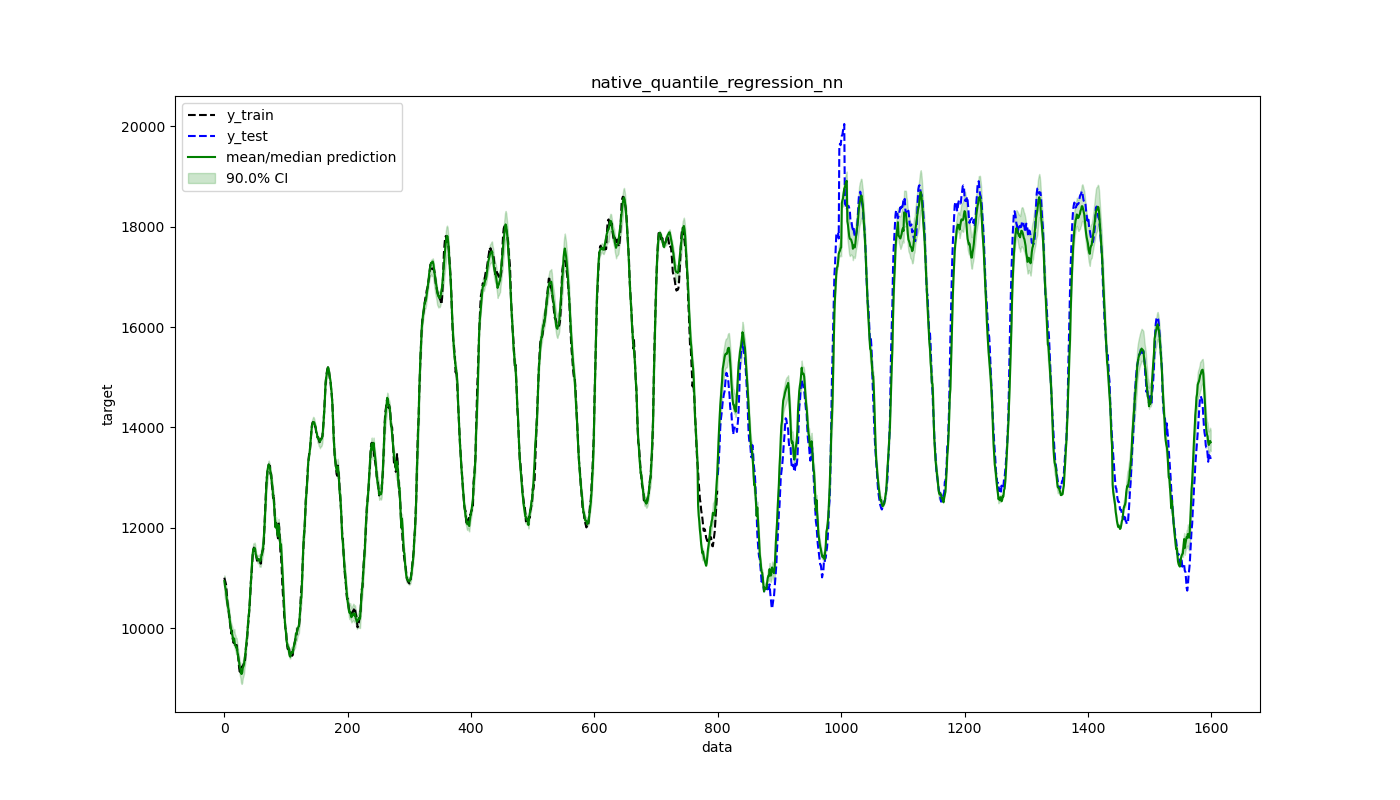 native_quantile_regression_nn
y_train
y_test
mean/median prediction
90.0% CI
20000
18000
16000
14000
12000
10000
target
0
200
400
600
800
1000
1200
1400
1600
data